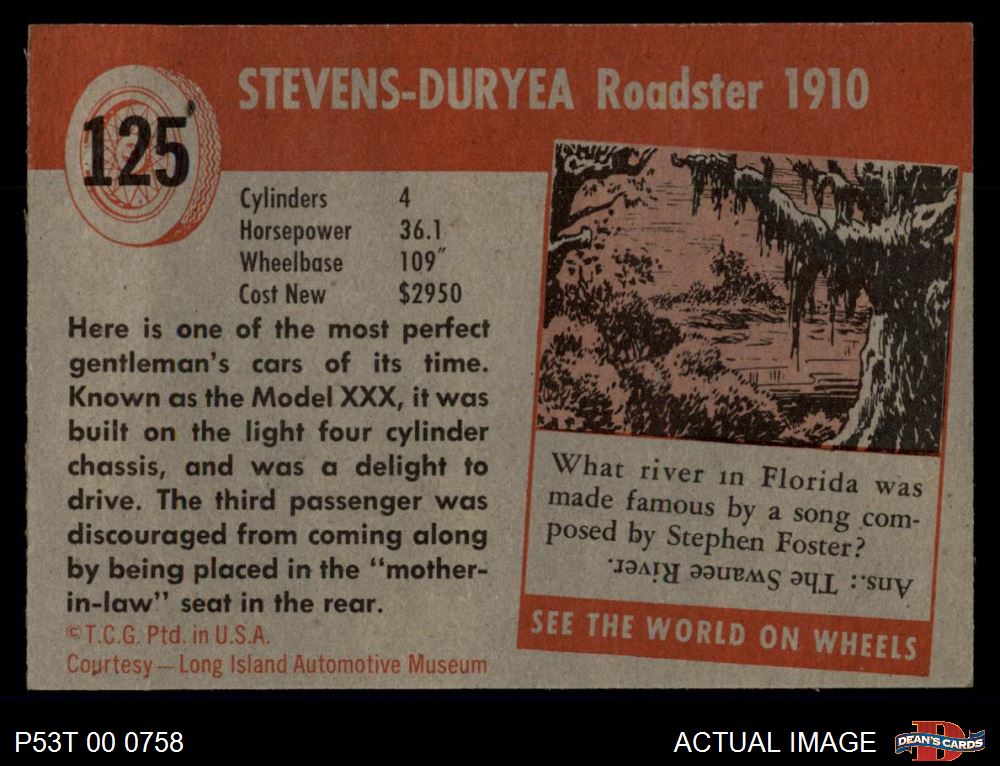 125
STEVENS-DURYEA Roadster 1910
Cylinders 4
Horsepower 36.1
Wheelbase 109"
Cost New $2950
Here is one of the most perfect
gentleman's cars of its time.
Known as the Model XXX, it was
built on the light four cylinder
chassis, and was a delight to
drive. The third passenger was
discouraged from coming along
by being placed in the "mother-
in-law" seat in the rear.
©T.C.G. Ptd. in U.S.A.
Courtesy — Long Island Automotive Museum
What river in Florida was
made famous by a song com-
posed by Stephen Foster?
Ans.: The Swanee River.
SEE THE WORLD ON WHEELS
P53T 00 0758
ACTUAL IMAGE
DEAN'S CARDS